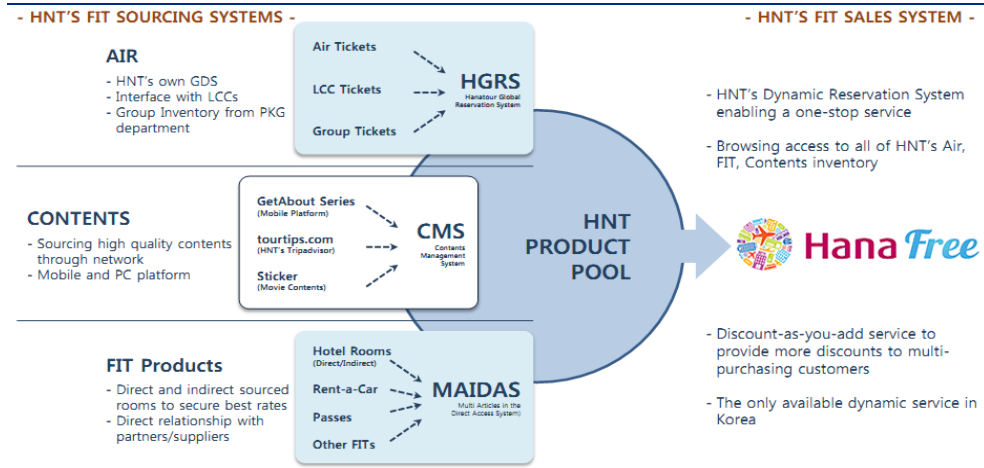 - HNT'S FIT SOURCING SYSTEMS -
- HNT'S FIT SALES SYSTEM -
AIR
- HNT's own GDS
- Interface with LCCs
- Group Inventory from PKG
department
Air Tickets
LCC Tickets
Group Tickets
HGRS
Hanatour Global
Reservation System
CONTENTS
- Sourcing high quality contents
through network
- Mobile and PC platform
GetAbout Series
(Mobile Platform)
tourtips.com
(HNT's Tripadvisor)
Sticker
(Movie Contents)
CMS
Contents
Management
System
FIT Products
- Direct and indirect sourced
rooms to secure best rates
- Direct relationship with
partners/suppliers
Hotel Rooms
(Direct/Indirect)
Rent-a-Car
Passes
Other FITs
MAIDAS
Multi Articles in the
Direct Access System)
HNT
PRODUCT
POOL
- HNT's Dynamic Reservation System
enabling a one-stop service
- Browsing access to all of HNT's Air,
FIT, Contents inventory
Hana Free
- Discount-as-you-add service to
provide more discounts to multi-
purchasing customers
- The only available dynamic service in
Korea